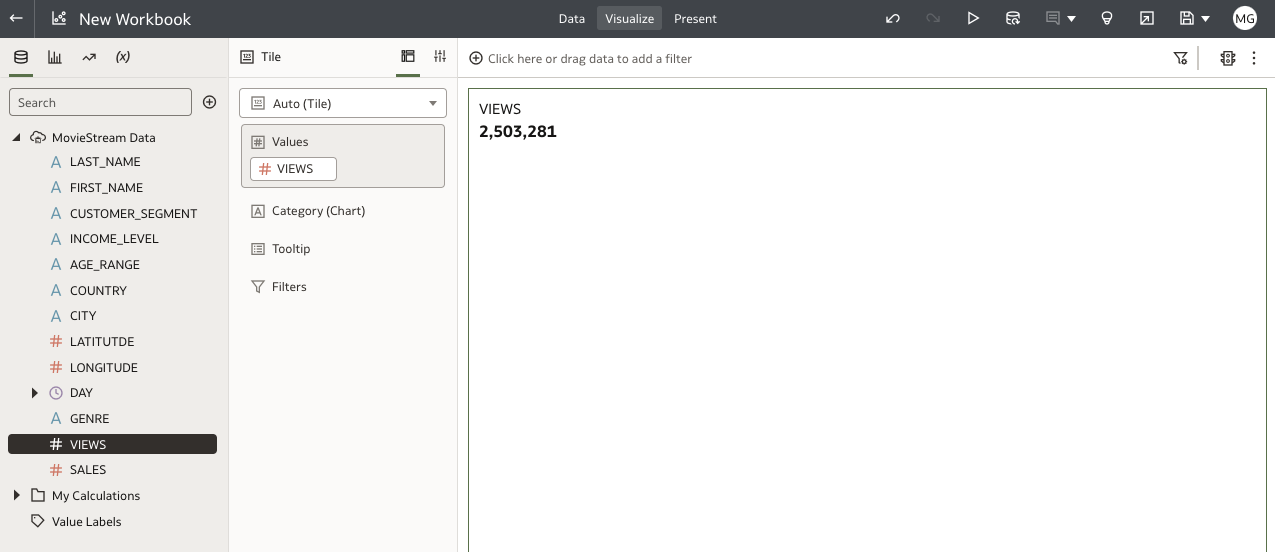 New Workbook
Data Visualize Present
MG
(x)
Search
MovieStream Data
A LAST_NAME
A FIRST_NAME
A CUSTOMER_SEGMENT
A INCOME_LEVEL
A AGE_RANGE
A COUNTRY
A CITY
# LATITUTDE
# LONGITUDE
DAY
A GENRE
# VIEWS
# SALES
My Calculations
Value Labels
123 Tile
123 Auto (Tile)
# Values
# VIEWS
A Category (Chart)
Tooltip
Filters
Click here or drag data to add a filter
VIEWS
2,503,281